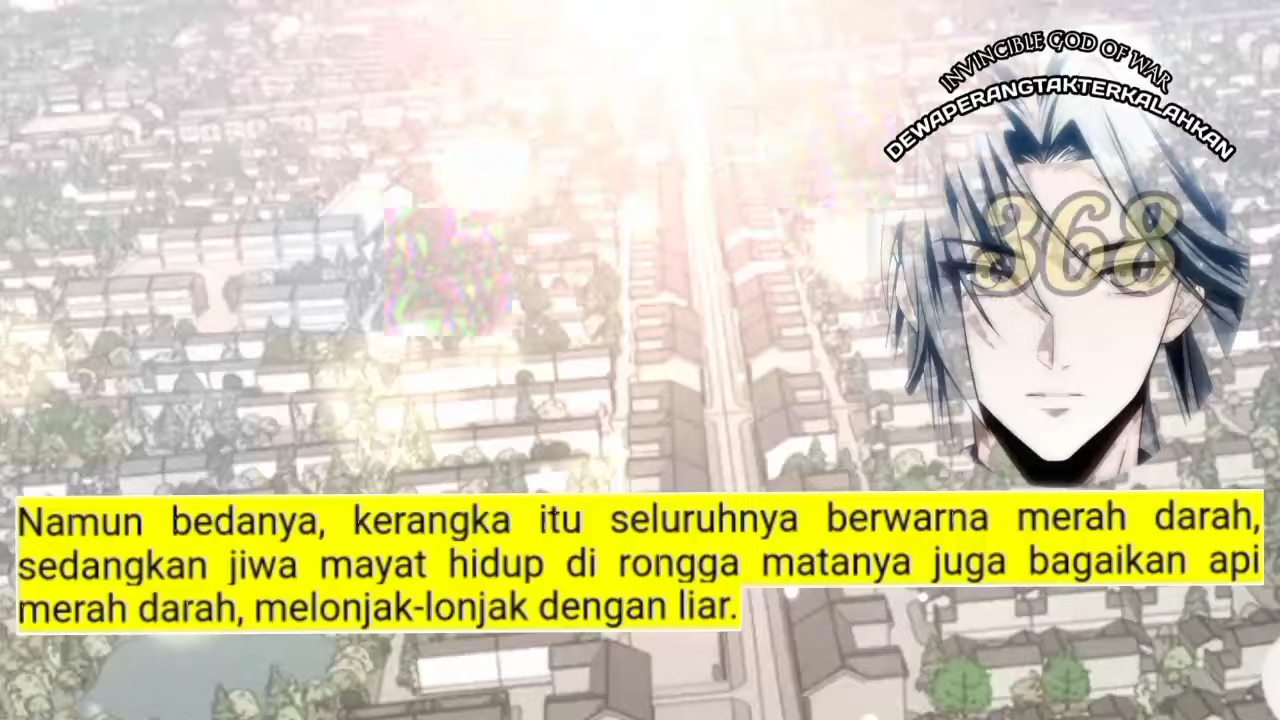 INVINCIBLE GOD OF WAR
DEWAPERANGTAKTERKALAHKAN
368
Namun bedanya, kerangka itu seluruhnya berwarna merah darah,
sedangkan jiwa mayat hidup di rongga matanya juga bagaikan api
merah darah, melonjak-lonjak dengan liar.